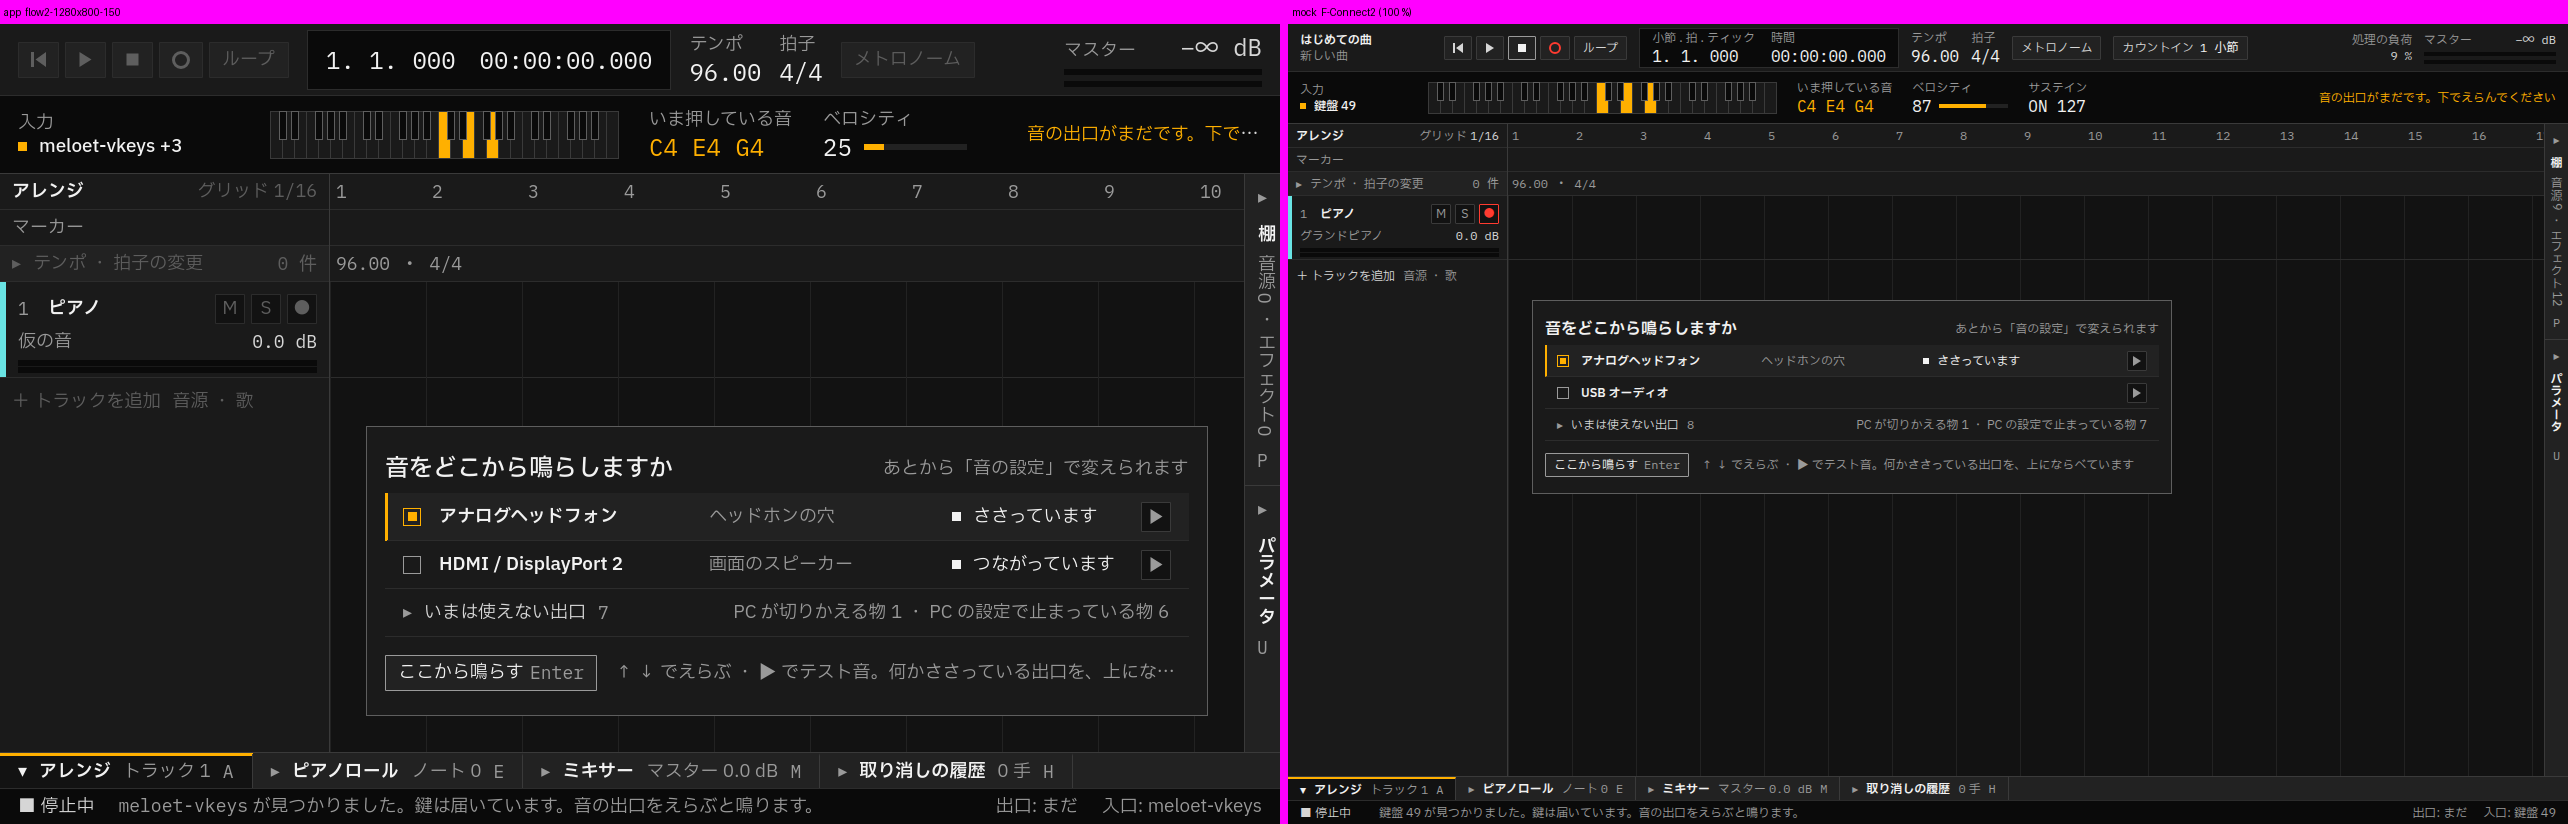 app flow2-1280x800-150
ループ
1. 1. 000 00:00:00.000
テンポ 拍子
96.00 4/4
メトロノーム
マスター −∞ dB
入力
meloet-vkeys +3
いま押している音 ベロシティ
C4 E4 G4 25
音の出口がまだです。下で…
アレンジ グリッド 1/16
1 2 3 4 5 6 7 8 9 10
マーカー
▸ テンポ · 拍子の変更 0 件
96.00 · 4/4
1 ピアノ M S
仮の音 0.0 dB
＋トラックを追加 音源 · 歌
音をどこから鳴らしますか あとから「音の設定」で変えられます
アナログヘッドフォン ヘッドホンの穴 ささっています
HDMI / DisplayPort 2 画面のスピーカー つながっています
▸ いまは使えない出口 7 PC が切りかえる物 1 · PC の設定で止まっている物 6
ここから鳴らす Enter ↑ ↓ でえらぶ · ▶ でテスト音。何かささっている出口を、上にな…
▸ 棚 音源 0 · エフェクト 0 P
▸ パラメータ U
▾ アレンジ トラック 1 A ▸ ピアノロール ノート 0 E ▸ ミキサー マスター 0.0 dB M ▸ 取り消しの履歴 0 手 H
■ 停止中 meloet-vkeys が見つかりました。鍵は届いています。音の出口をえらぶと鳴ります。 出口: まだ 入口: meloet-vkeys
mock F-Connect2 (100 %)
はじめての曲
新しい曲
ループ
小節 . 拍 . ティック 時間
1. 1. 000 00:00:00.000
テンポ 拍子
96.00 4/4
メトロノーム
カウントイン 1 小節
処理の負荷 マスター −∞ dB
9 %
入力
鍵盤 49
いま押している音 ベロシティ サステイン
C4 E4 G4 87 ON 127
音の出口がまだです。下でえらんでください
アレンジ グリッド 1/16
1 2 3 4 5 6 7 8 9 10 11 12 13 14 15 16 1
マーカー
▸ テンポ · 拍子の変更 0 件
96.00 · 4/4
1 ピアノ M S
グランドピアノ 0.0 dB
＋トラックを追加 音源 · 歌
音をどこから鳴らしますか あとから「音の設定」で変えられます
アナログヘッドフォン ヘッドホンの穴 ささっています
USB オーディオ
▸ いまは使えない出口 8 PC が切りかえる物 1 · PC の設定で止まっている物 7
ここから鳴らす Enter ↑ ↓ でえらぶ · ▶ でテスト音。何かささっている出口を、上にならべています
▸ 棚 音源 9 · エフェクト 12 P
▸ パラメータ U
▾ アレンジ トラック 1 A ▸ ピアノロール ノート 0 E ▸ ミキサー マスター 0.0 dB M ▸ 取り消しの履歴 0 手 H
■ 停止中 鍵盤 49 が見つかりました。鍵は届いています。音の出口をえらぶと鳴ります。 出口: まだ 入口: 鍵盤 49